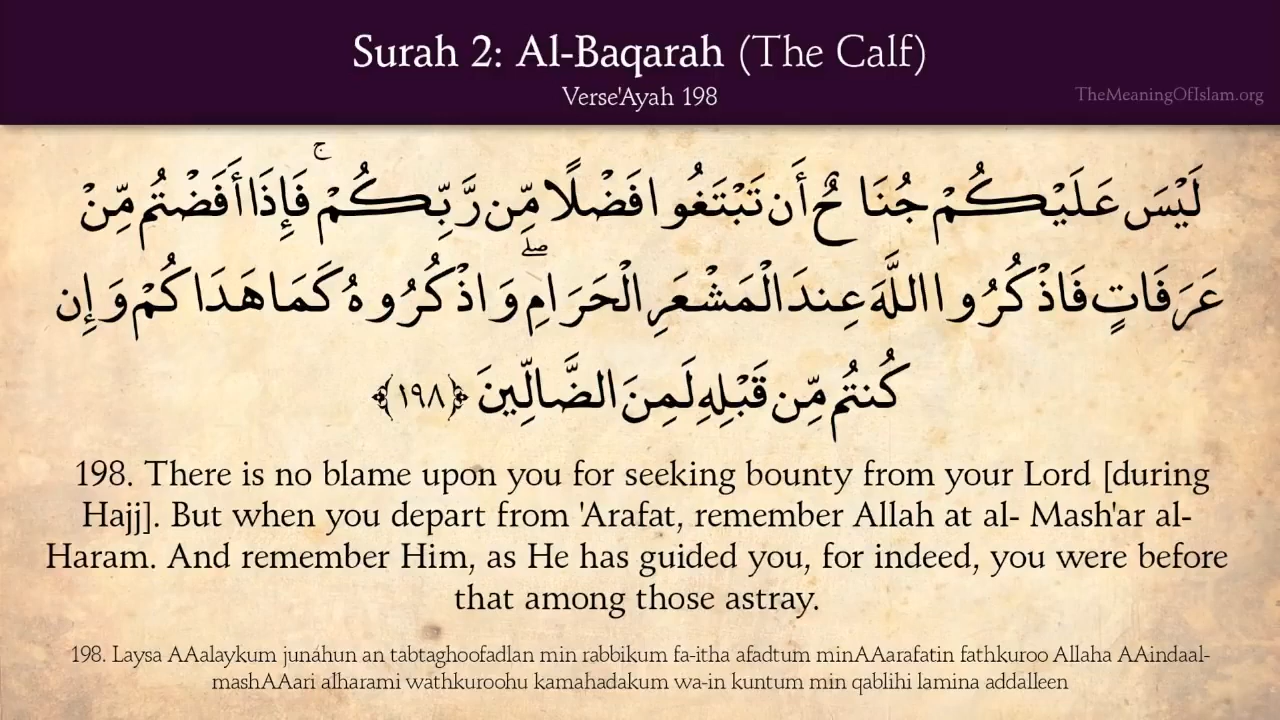 Surah 2: Al-Baqarah (The Calf)
Verse'Ayah 198
TheMeaningOfIslam.org
لَيْسَ عَلَيْكُمْ جُنَاحٌ أَن تَبْتَغُوا فَضْلًا مِّن رَّبِّكُمْ ۚ فَإِذَا أَفَضْتُم مِّنْ
عَرَفَاتٍ فَاذْكُرُوا اللَّهَ عِندَ الْمَشْعَرِ الْحَرَامِ ۖ وَاذْكُرُوهُ كَمَا هَدَاكُمْ وَإِن
كُنتُم مِّن قَبْلِهِ لَمِنَ الضَّالِّينَ ﴿١٩٨﴾
198. There is no blame upon you for seeking bounty from your Lord [during
Hajj]. But when you depart from 'Arafat, remember Allah at al- Mash'ar al-
Haram. And remember Him, as He has guided you, for indeed, you were before
that among those astray.
198. Laysa AAalaykum junahun an tabtaghoofadlan min rabbikum fa-itha afadtum minAAarafatin fathkuroo Allaha AAindaal-
mashAAari alharami wathkuroohu kamahadakum wa-in kuntum min qablihi lamina addalleen